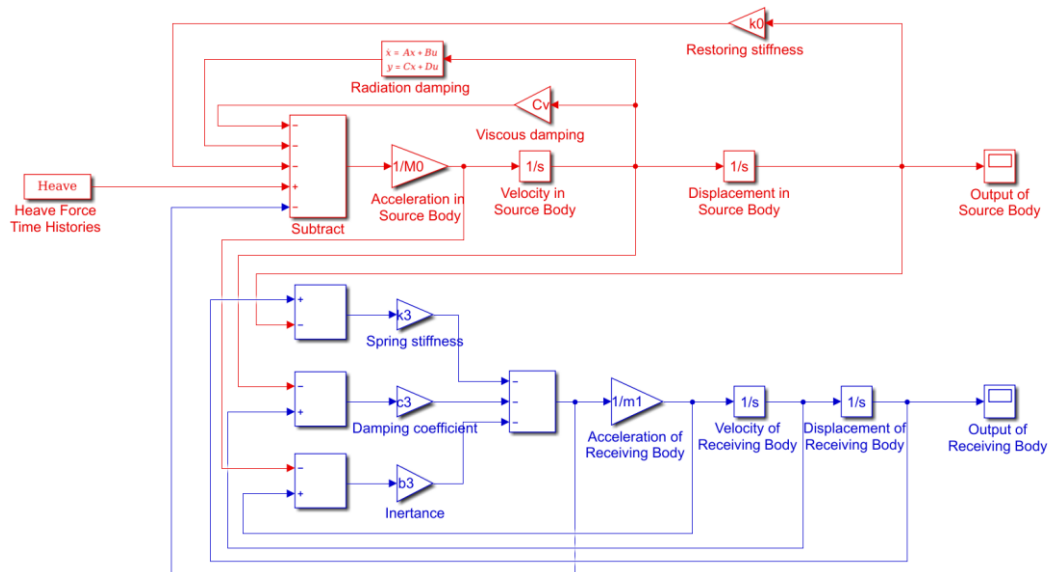 k0
Restoring stiffness
ẋ = Ax + Bu
y = Cx + Du
Radiation damping
Cv
Viscous damping
−
−
−
+
−
Subtract
Heave
Heave Force
Time Histories
1/M0
Acceleration in
Source Body
1/s
Velocity in
Source Body
1/s
Displacement in
Source Body
Output of
Source Body
+
−
k3
Spring stiffness
−
+
c3
Damping coefficient
−
+
b3
Inertance
−
−
−
1/m1
Acceleration of
Receiving Body
1/s
Velocity of
Receiving Body
1/s
Displacement of
Receiving Body
Output of
Receiving Body